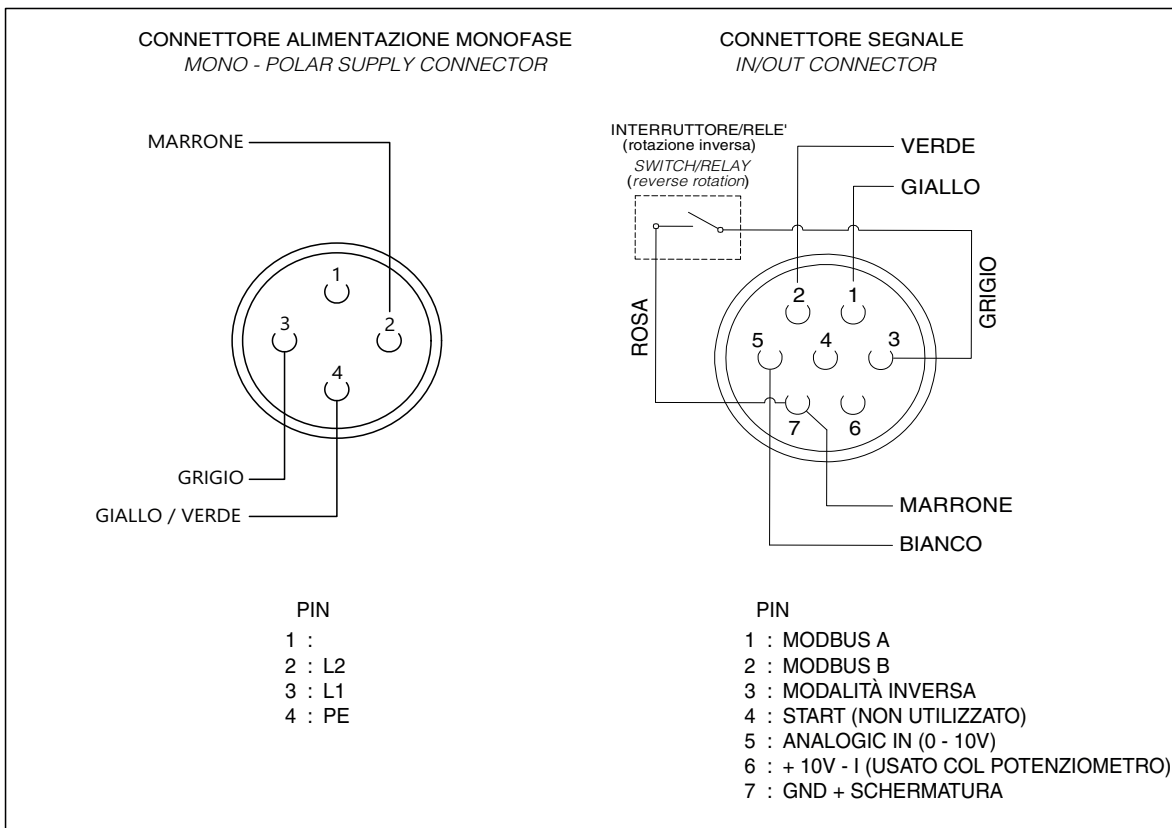 CONNETTORE ALIMENTAZIONE MONOFASE
MONO - POLAR SUPPLY CONNECTOR
MARRONE
1
2
3
4
GRIGIO
GIALLO / VERDE
PIN
1 :
2 : L2
3 : L1
4 : PE
CONNETTORE SEGNALE
IN/OUT CONNECTOR
INTERRUTTORE/RELE'
(rotazione inversa)
SWITCH/RELAY
(reverse rotation)
VERDE
GIALLO
GRIGIO
ROSA
2
1
5
4
3
7
6
MARRONE
BIANCO
PIN
1 : MODBUS A
2 : MODBUS B
3 : MODALITÀ INVERSA
4 : START (NON UTILIZZATO)
5 : ANALOGIC IN (0 - 10V)
6 : + 10V - I (USATO COL POTENZIOMETRO)
7 : GND + SCHERMATURA